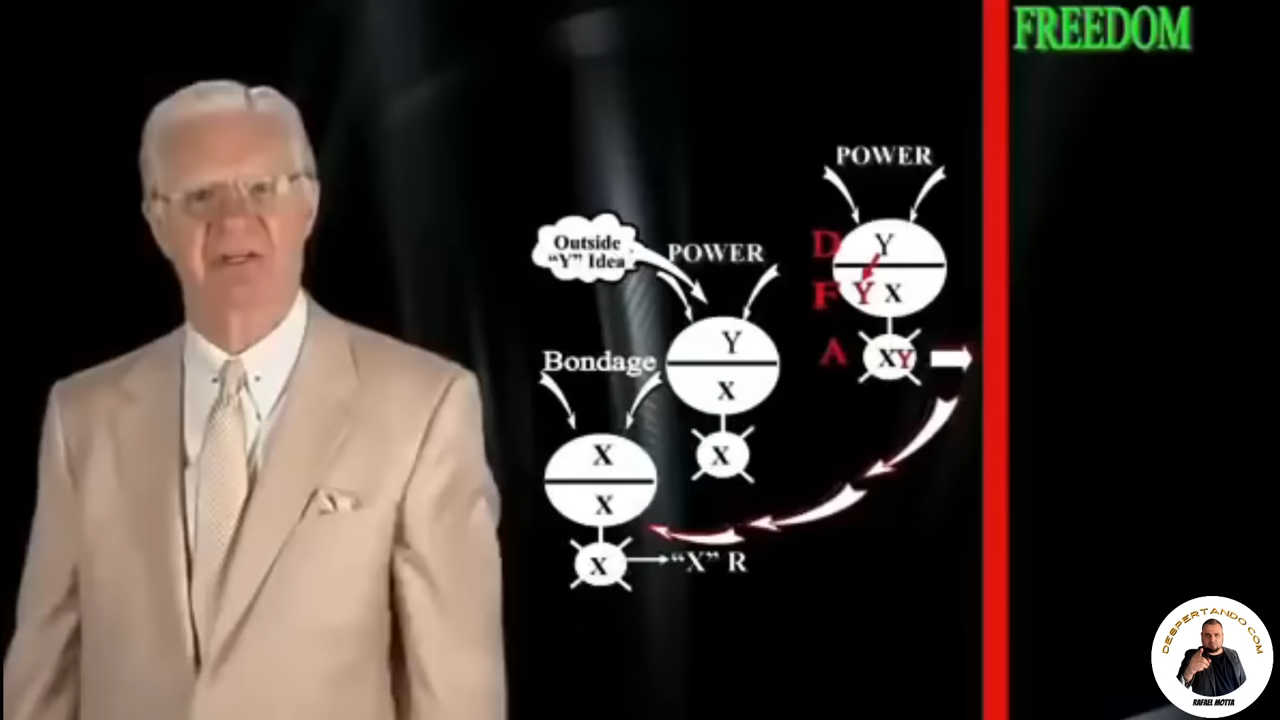 FREEDOM
POWER
D
Y
F
Y X
A
XY
Outside
"Y" Idea
POWER
Y
X
X
Bondage
X
X
X
"X" R
DESPERTANDO COM
RAFAEL MOTTA